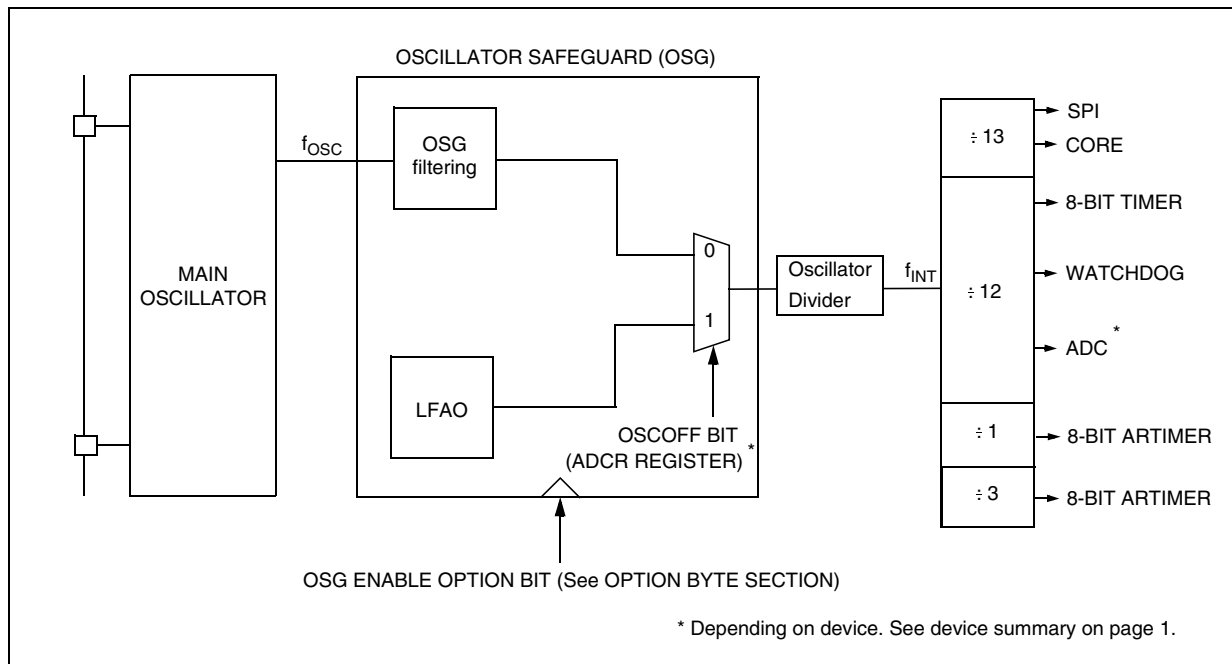 OSCILLATOR SAFEGUARD (OSG)
MAIN
OSCILLATOR
fOSC
OSG
filtering
LFAO
0
1
OSCOFF BIT
(ADCR REGISTER) *
Oscillator
Divider
fINT
÷ 13
÷ 12
÷ 1
÷ 3
SPI
CORE
8-BIT TIMER
WATCHDOG
ADC *
8-BIT ARTIMER
8-BIT ARTIMER
OSG ENABLE OPTION BIT (See OPTION BYTE SECTION)
* Depending on device. See device summary on page 1.